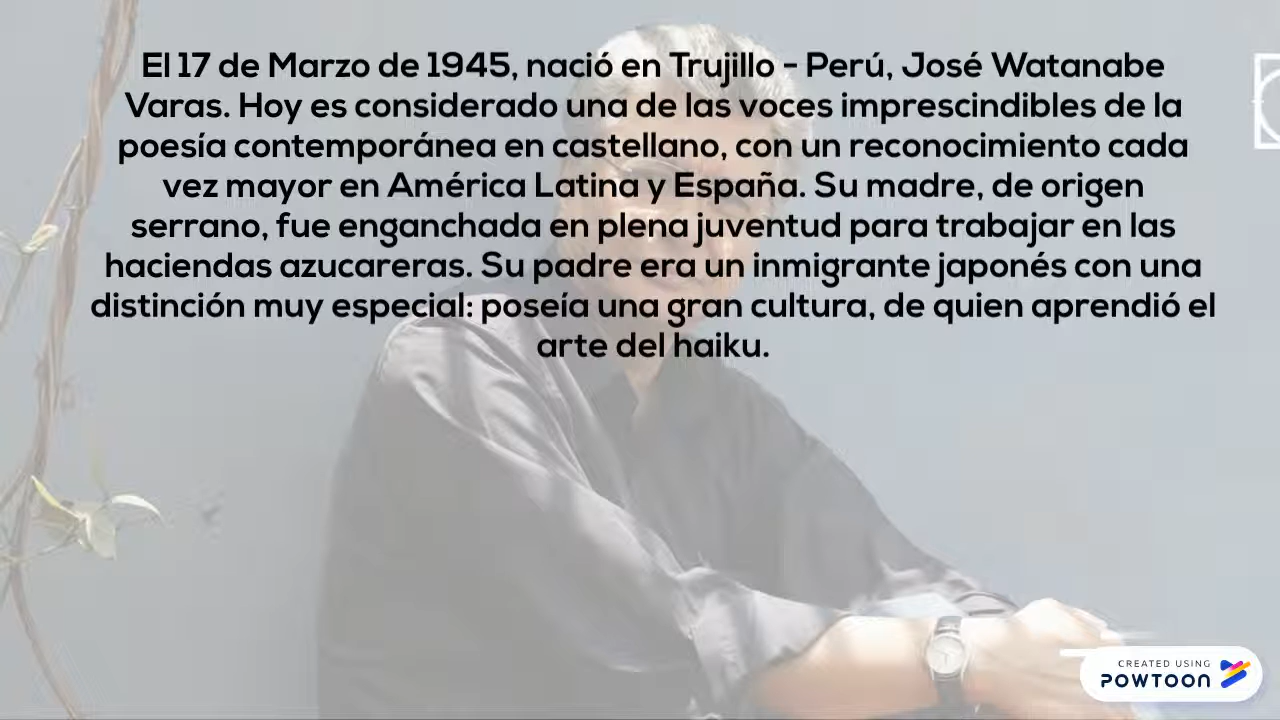 El 17 de Marzo de 1945, nació en Trujillo - Perú, José Watanabe
Varas. Hoy es considerado una de las voces imprescindibles de la
poesía contemporánea en castellano, con un reconocimiento cada
vez mayor en América Latina y España. Su madre, de origen
serrano, fue enganchada en plena juventud para trabajar en las
haciendas azucareras. Su padre era un inmigrante japonés con una
distinción muy especial: poseía una gran cultura, de quien aprendió el
arte del haiku.
CREATED USING
POWTOON